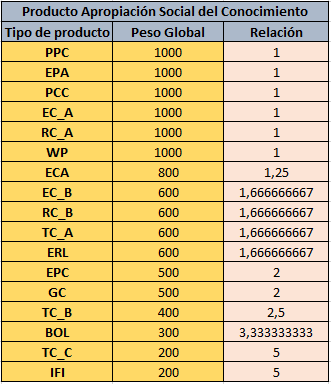 Producto Apropiación Social del Conocimiento
Tipo de producto Peso Global Relación
PPC 1000 1
EPA 1000 1
PCC 1000 1
EC_A 1000 1
RC_A 1000 1
WP 1000 1
ECA 800 1,25
EC_B 600 1,666666667
RC_B 600 1,666666667
TC_A 600 1,666666667
ERL 600 1,666666667
EPC 500 2
GC 500 2
TC_B 400 2,5
BOL 300 3,333333333
TC_C 200 5
IFI 200 5